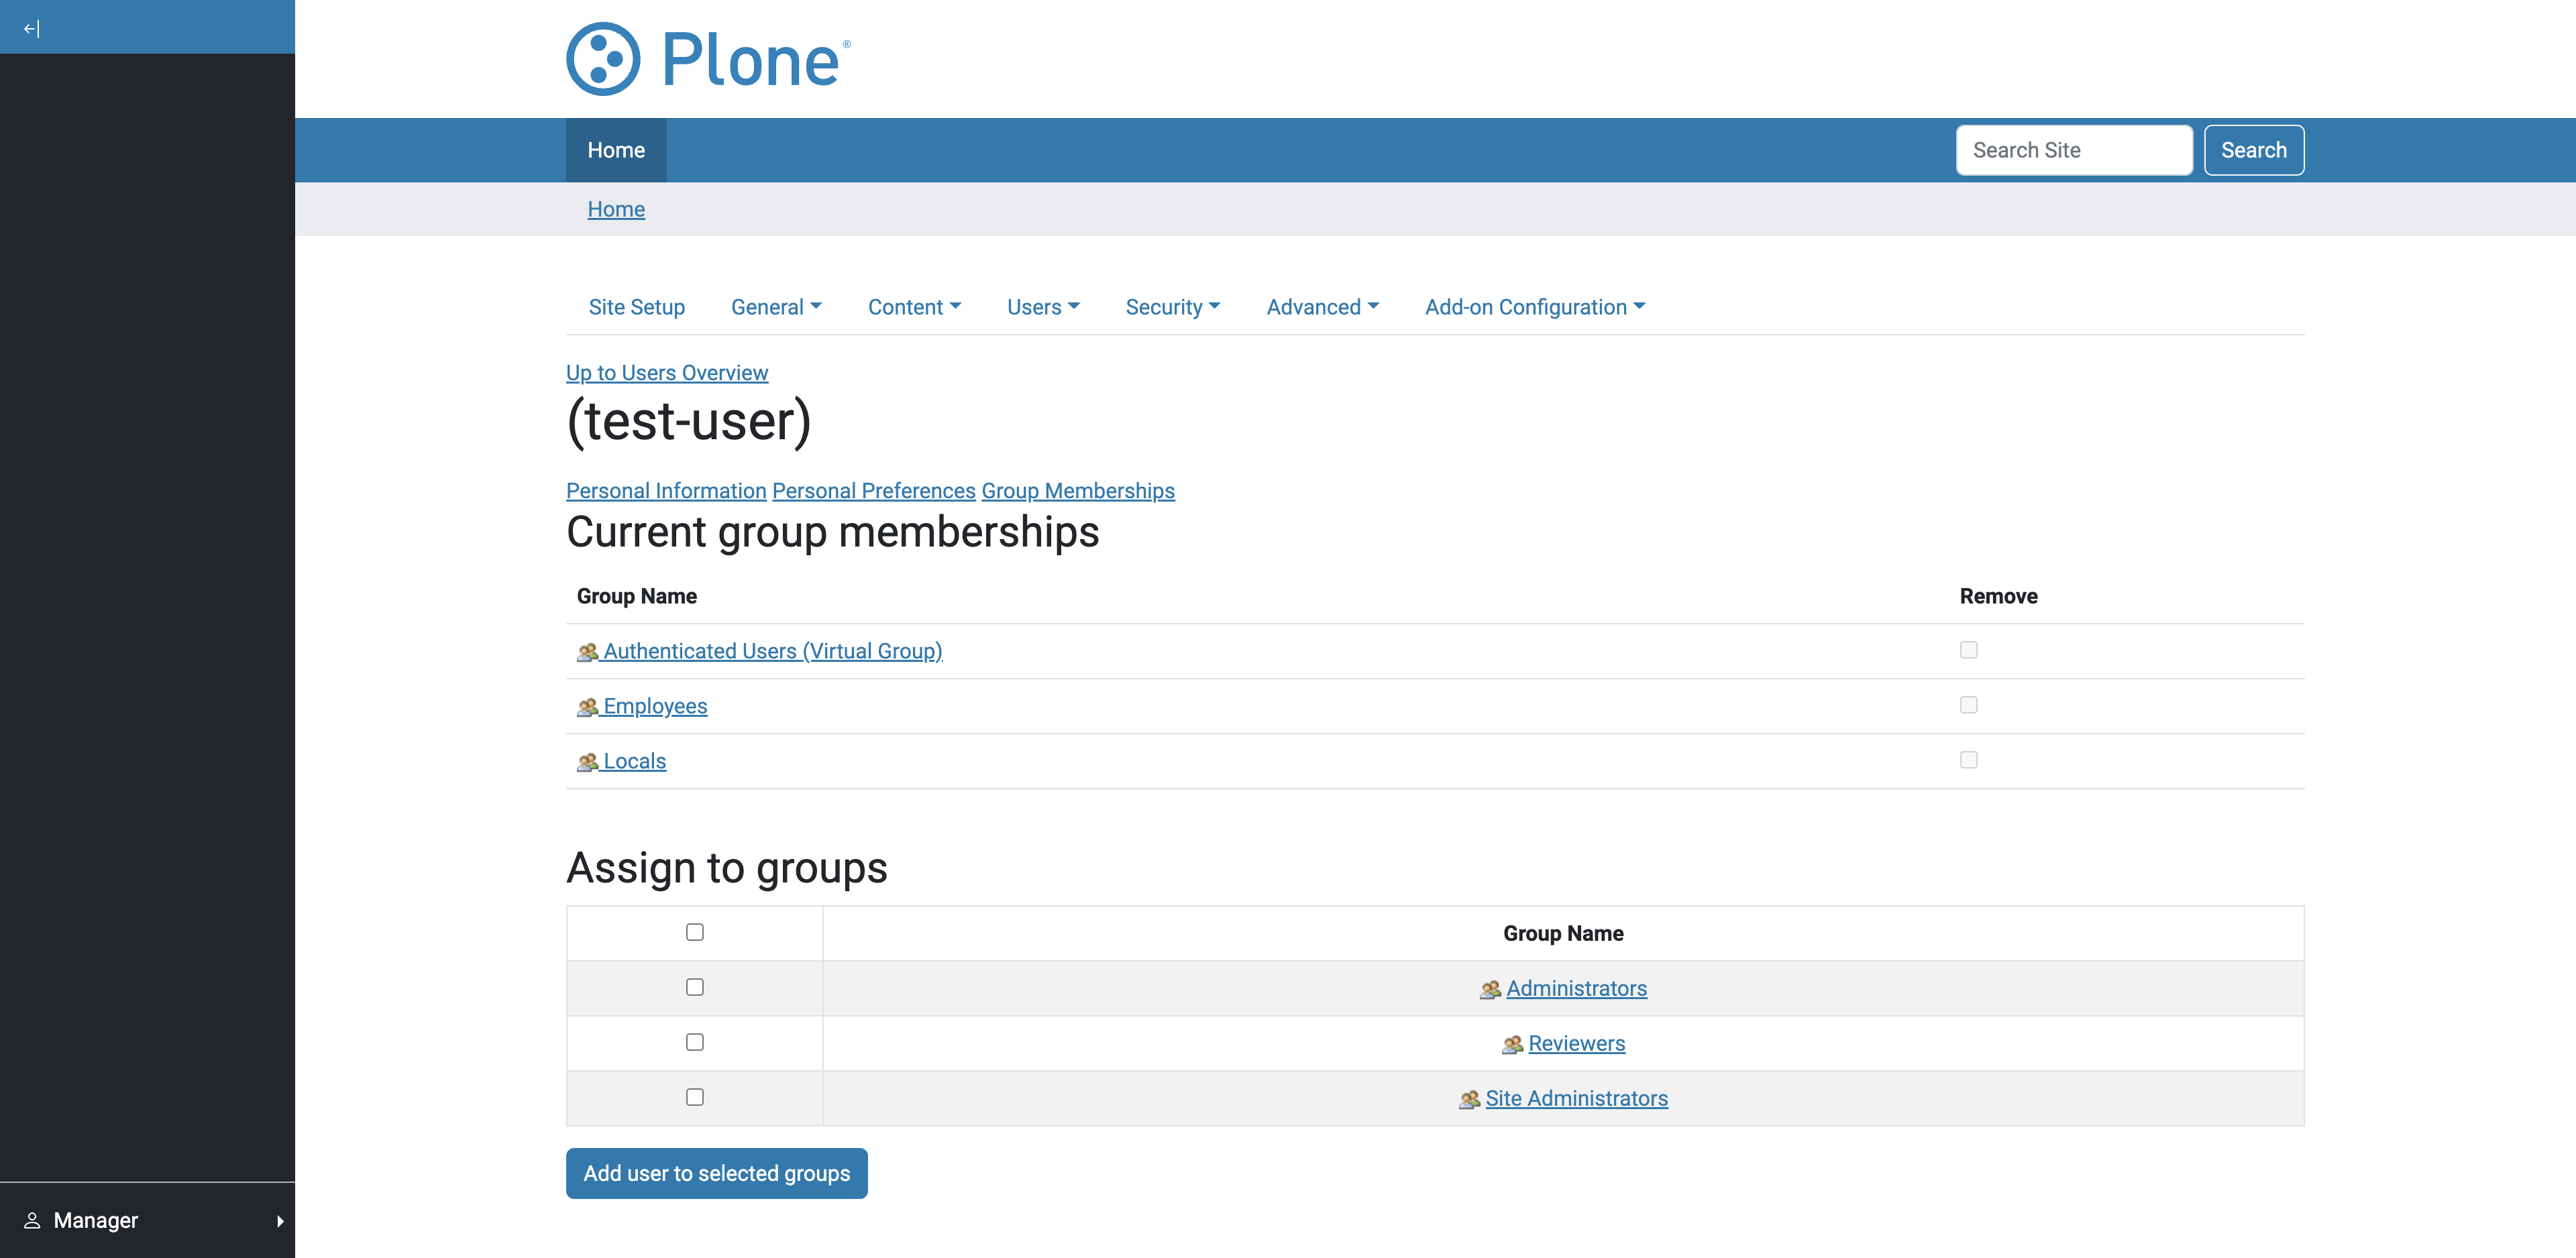 Plone®
Home
Search Site
Search
Home
Site Setup General Content Users Security Advanced Add-on Configuration
Up to Users Overview
(test-user)
Personal Information Personal Preferences Group Memberships
Current group memberships
Group Name Remove
Authenticated Users (Virtual Group)
Employees
Locals
Assign to groups
Group Name
Administrators
Reviewers
Site Administrators
Add user to selected groups
Manager